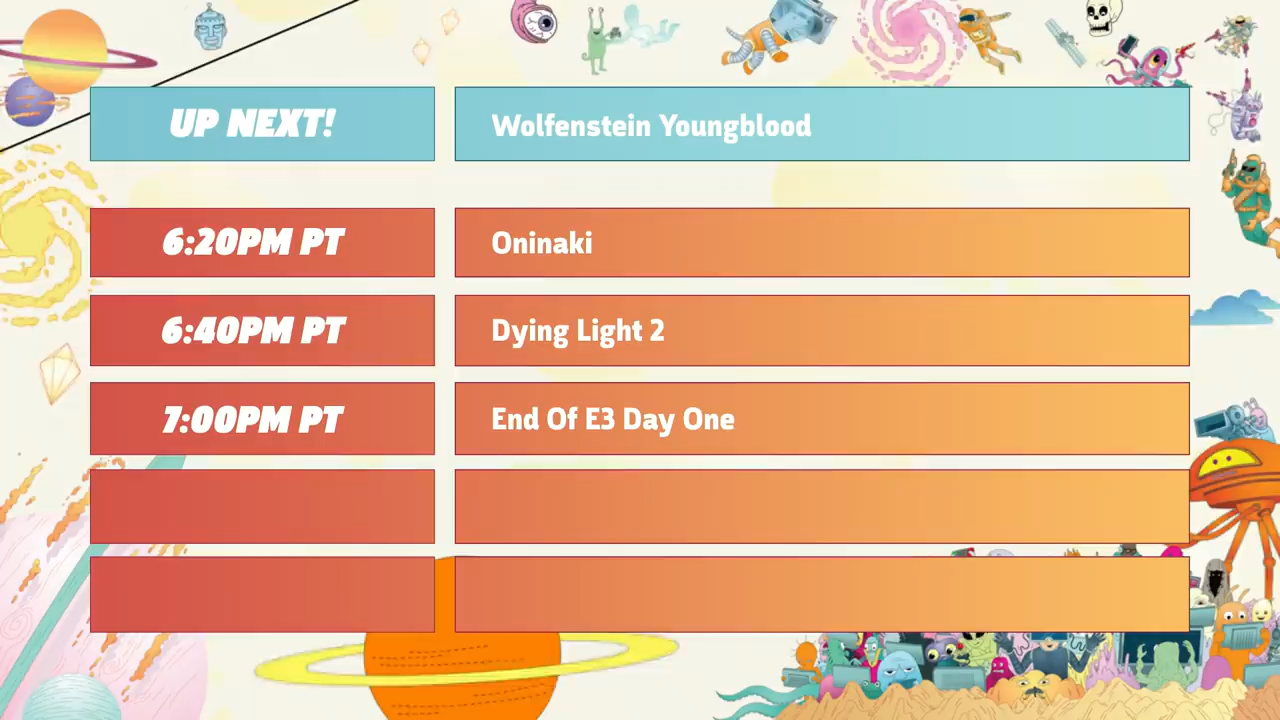 UP NEXT!
Wolfenstein Youngblood
6:20PM PT
Oninaki
6:40PM PT
Dying Light 2
7:00PM PT
End Of E3 Day One